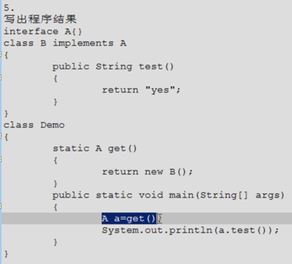 5.
写出程序结果
interface A{}
class B implements A
{
public String test()
{
return "yes";
}
}
class Demo
{
static A get()
{
return new B();
}
public static void main(String[] args)
{
A a=get();
System.out.println(a.test());
}
}